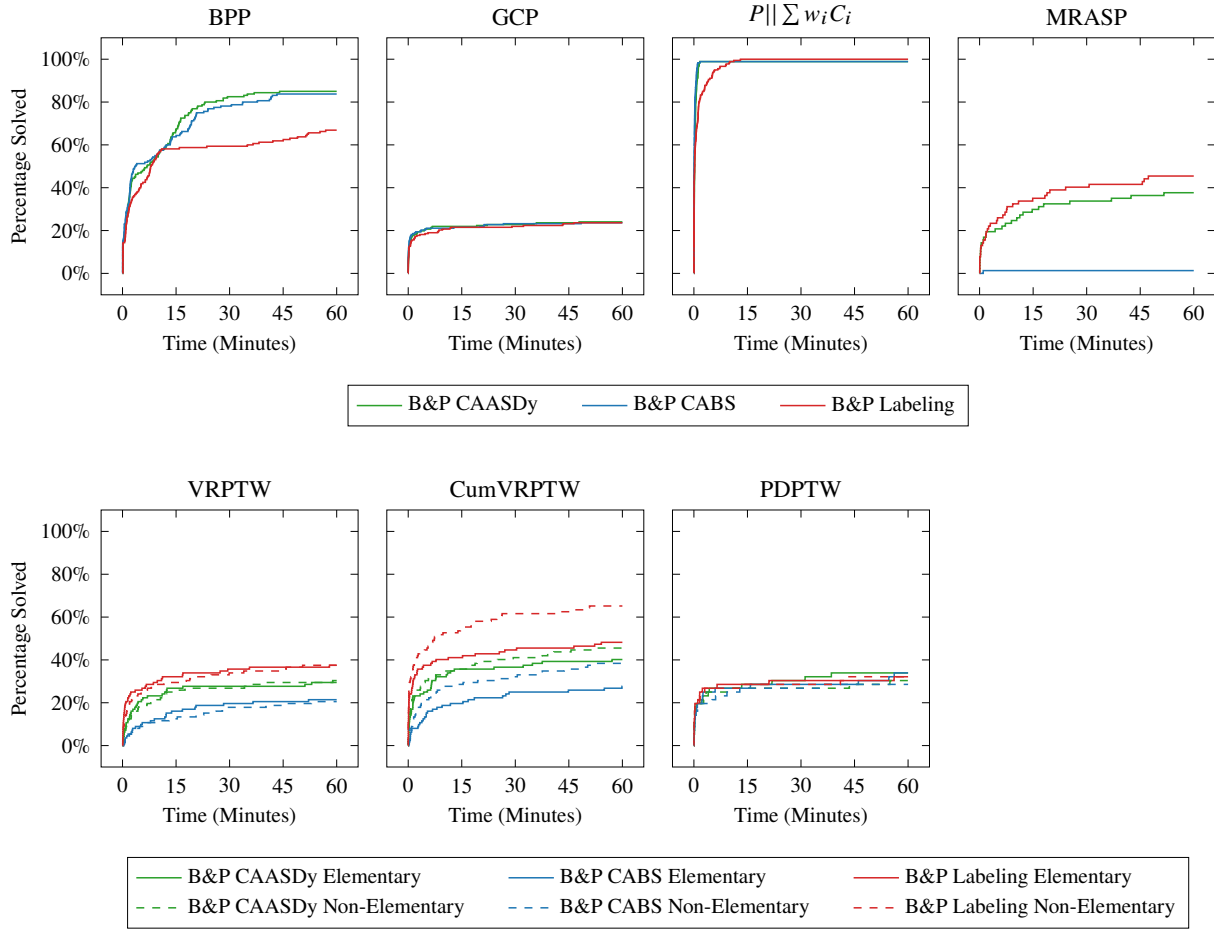 BPP GCP P|| ∑ w_i C_i MRASP
Percentage Solved
100%
80%
60%
40%
20%
0%
0 15 30 45 60 0 15 30 45 60 0 15 30 45 60 0 15 30 45 60
Time (Minutes) Time (Minutes) Time (Minutes) Time (Minutes)
B&P CAASDy B&P CABS B&P Labeling
VRPTW CumVRPTW PDPTW
Percentage Solved
100%
80%
60%
40%
20%
0%
0 15 30 45 60 0 15 30 45 60 0 15 30 45 60
Time (Minutes) Time (Minutes) Time (Minutes)
B&P CAASDy Elementary B&P CABS Elementary B&P Labeling Elementary
B&P CAASDy Non-Elementary B&P CABS Non-Elementary B&P Labeling Non-Elementary